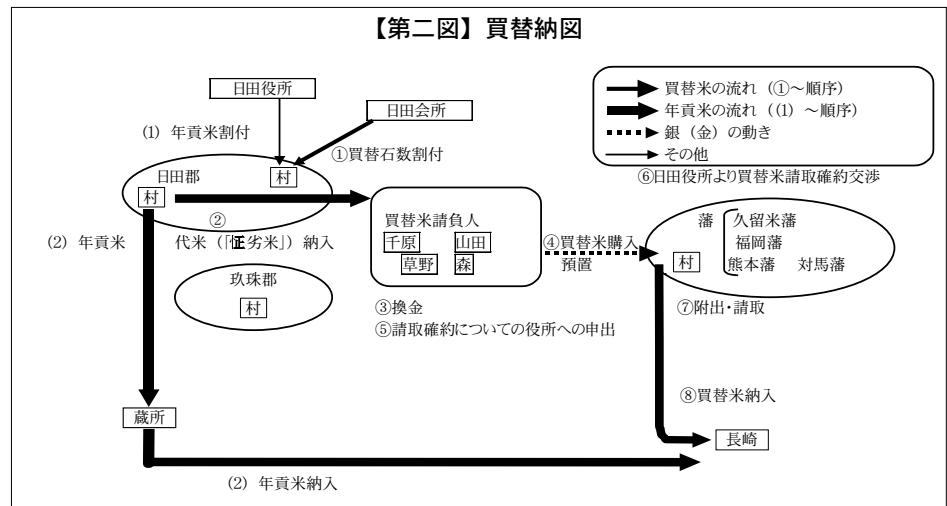 【第二図】買替納図
日田役所
日田会所
買替米の流れ（①～順序）
年貢米の流れ（(1) ～順序）
銀（金）の動き
その他
(1) 年貢米割付
①買替石数割付
⑥日田役所より買替米請取確約交渉
日田郡
村
村
②
(2) 年貢米
代米（「 劣米」）納入
買替米請負人
千原
山田
草野
森
④買替米購入
預置
藩
久留米藩
福岡藩
村
熊本藩
対馬藩
玖珠郡
村
③換金
⑤請取確約についての役所への申出
⑦附出・請取
⑧買替米納入
蔵所
長崎
(2) 年貢米納入